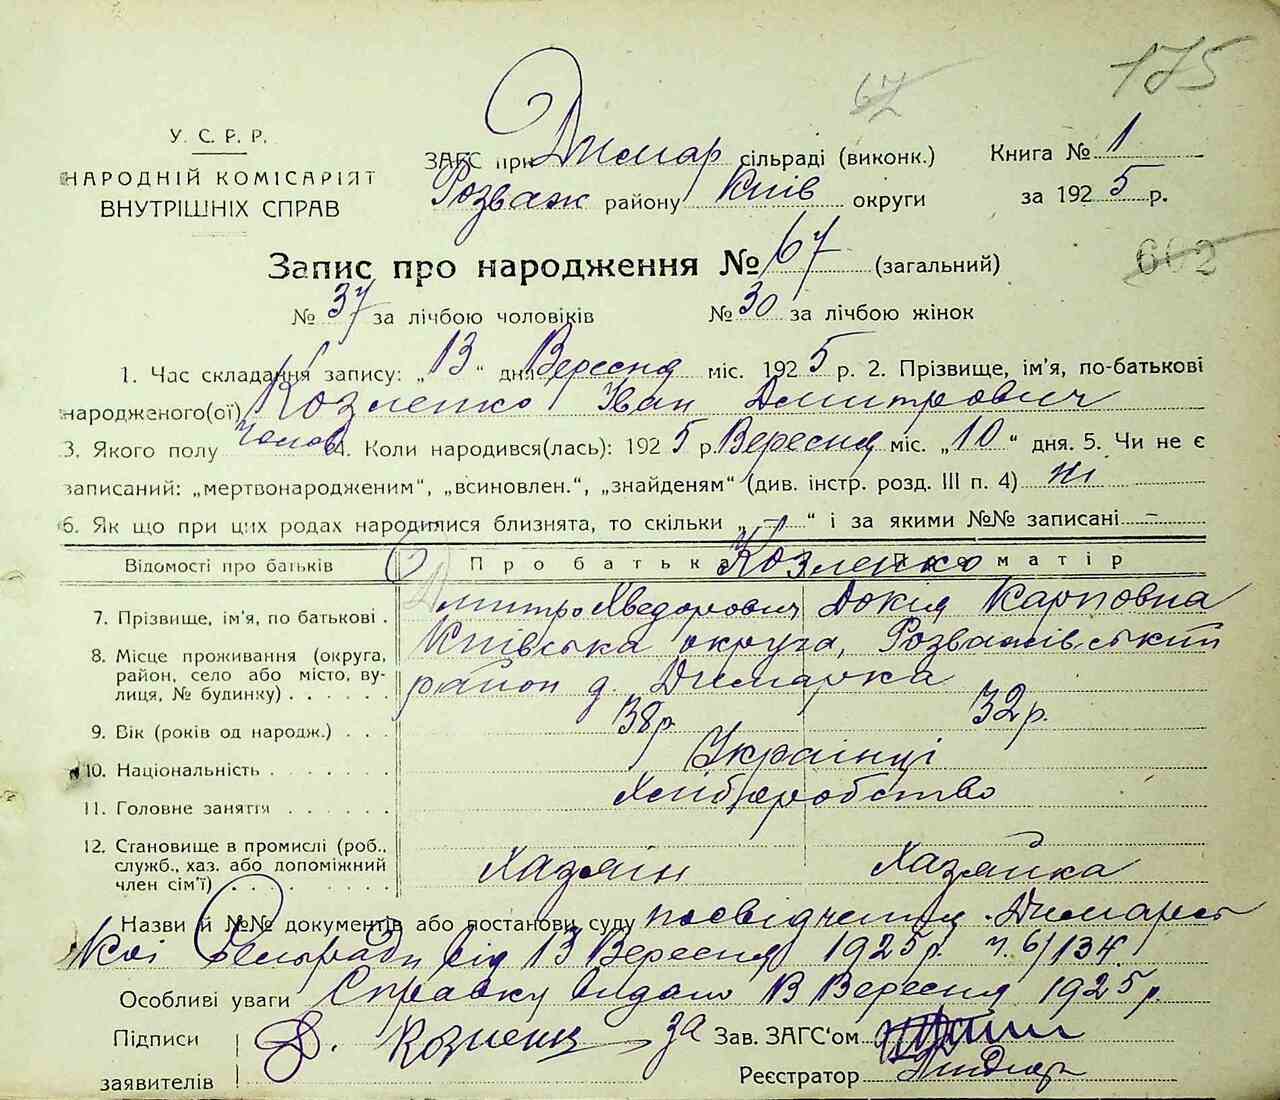 67 175
У. С. Р. Р.
НАРОДНІЙ КОМІСАРІЯТ
ВНУТРІШНІХ СПРАВ
ЗАГС при Димар сільраді (виконк.) Книга № 1
Розваж району Київ округи за 1925 р.
Запис про народження № 67 (загальний)
602
№ 37 за лічбою чоловіків № 30 за лічбою жінок
1. Час складання запису: „13“ дня Вересня міс. 1925 р. 2. Прізвище, ім'я, по-батькові
народженого(ої) Козленко Іван Дмитрович
3. Якого полу чолов 4. Коли народився(лась): 1925 р. Вересня міс. „10“ дня. 5. Чи не є
записаний: „мертвонародженим“, „всиновлен.“, „знайденям“ (див. інстр. розд. III п. 4) ні
6. Як що при цих родах народилися близнята, то скільки „ - “ і за якими №№ записані -
Відомості про батьків Про батька Козленко Про матір
7. Прізвище, ім'я, по батькові . Дмитро Хведорович Докія Карповна
8. Місце проживання (округа, район, село або місто, вулиця, № будинку) Київська округа, Розважівський
район д. Димарка
9. Вік (років од народж.) . . . 38 р. 32 р.
10. Національність Українці
11. Головне заняття Хліборобство
12. Становище в промислі (роб., служб., хаз. або допоміжний член сім'ї) Хазяїн Хазяйка
Назви й №№ документів або постанови суду посвідчення Димарсь
кої Сельради від 13 Вересня 1925 р. ч. 6/134
Особливі уваги Справку видано 13 Вересня 1925 р.
Підписи заявителів Д. Козленко За Зав. ЗАГС'ом
Реєстратор